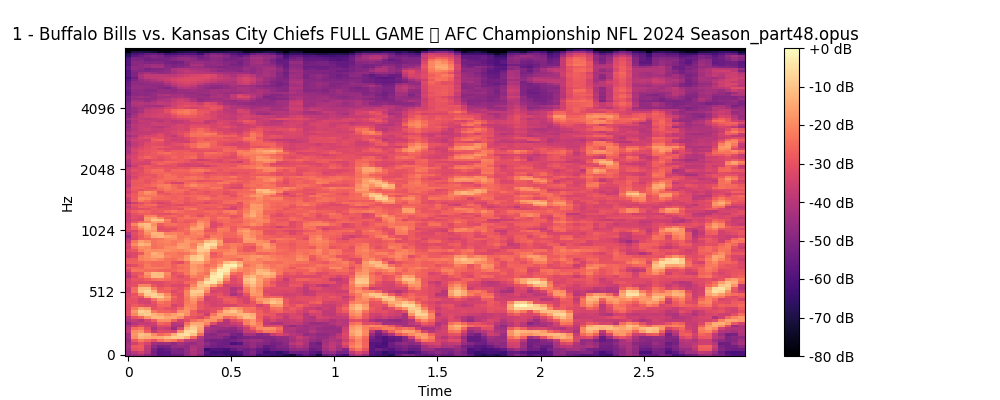 1 - Buffalo Bills vs. Kansas City Chiefs FULL GAME ▯ AFC Championship NFL 2024 Season_part48.opus
+0 dB
-10 dB
-20 dB
-30 dB
-40 dB
-50 dB
-60 dB
-70 dB
-80 dB
4096
2048
1024
512
0
Hz
0
0.5
1
1.5
2
2.5
Time